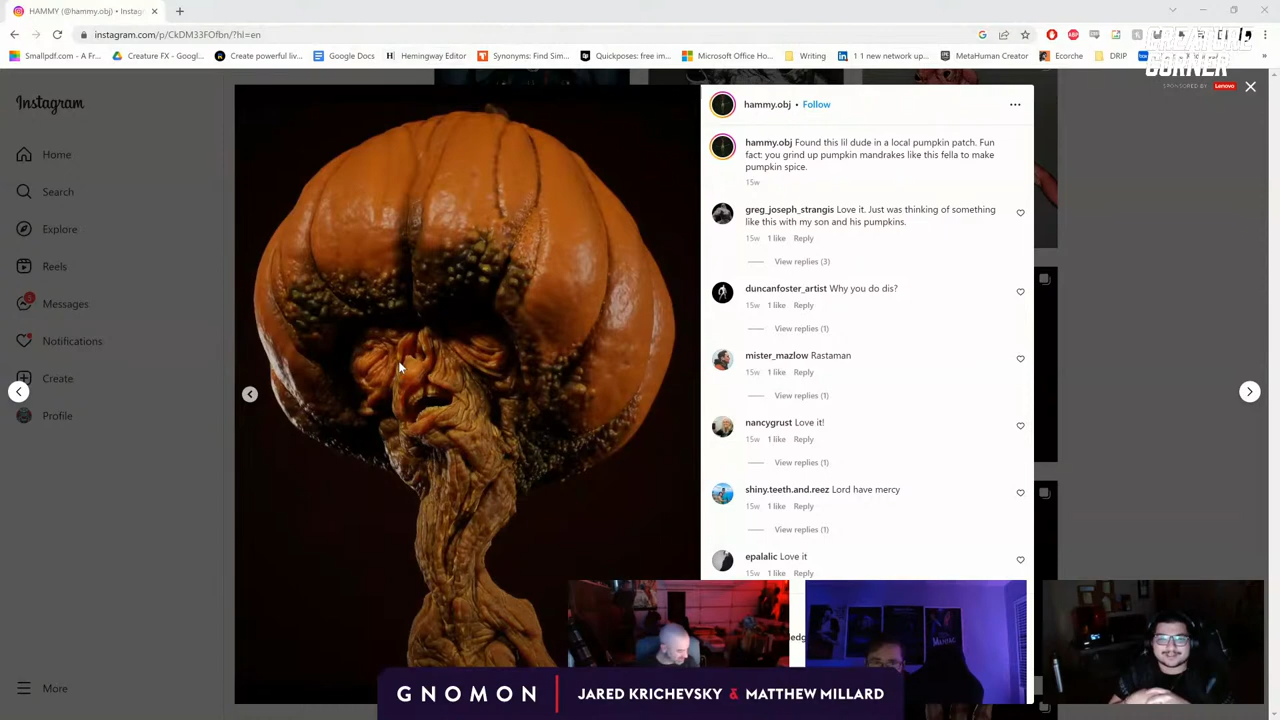 HAMMY (@hammy.obj) • Instag
instagram.com/p/CkDM33FOfbn/?hl=en
Smallpdf.com - A Fr...
Creature FX - Googl...
Create powerful liv...
Google Docs
Hemingway Editor
Synonyms: Find Sim...
Quickposes: free im...
Microsoft Office Ho...
Writing
1 1 new network up...
MetaHuman Creator
Ecorche
DRIP
CREATURE
CORNER
SPONSORED BY Lenovo
Instagram
Home
Search
Explore
Reels
Messages
Notifications
Create
Profile
More
hammy.obj • Follow
hammy.obj Found this lil dude in a local pumpkin patch. Fun
fact: you grind up pumpkin mandrakes like this fella to make
pumpkin spice.
15w
greg_joseph_strangis Love it. Just was thinking of something
like this with my son and his pumpkins.
15w 1 like Reply
View replies (3)
duncanfoster_artist Why you do dis?
15w 1 like Reply
View replies (1)
mister_mazlow Rastaman
15w 1 like Reply
View replies (1)
nancygrust Love it!
15w 1 like Reply
View replies (1)
shiny.teeth.and.reez Lord have mercy
15w 1 like Reply
View replies (1)
epalalic Love it
15w 1 like Reply
GNOMON
JARED KRICHEVSKY & MATTHEW MILLARD